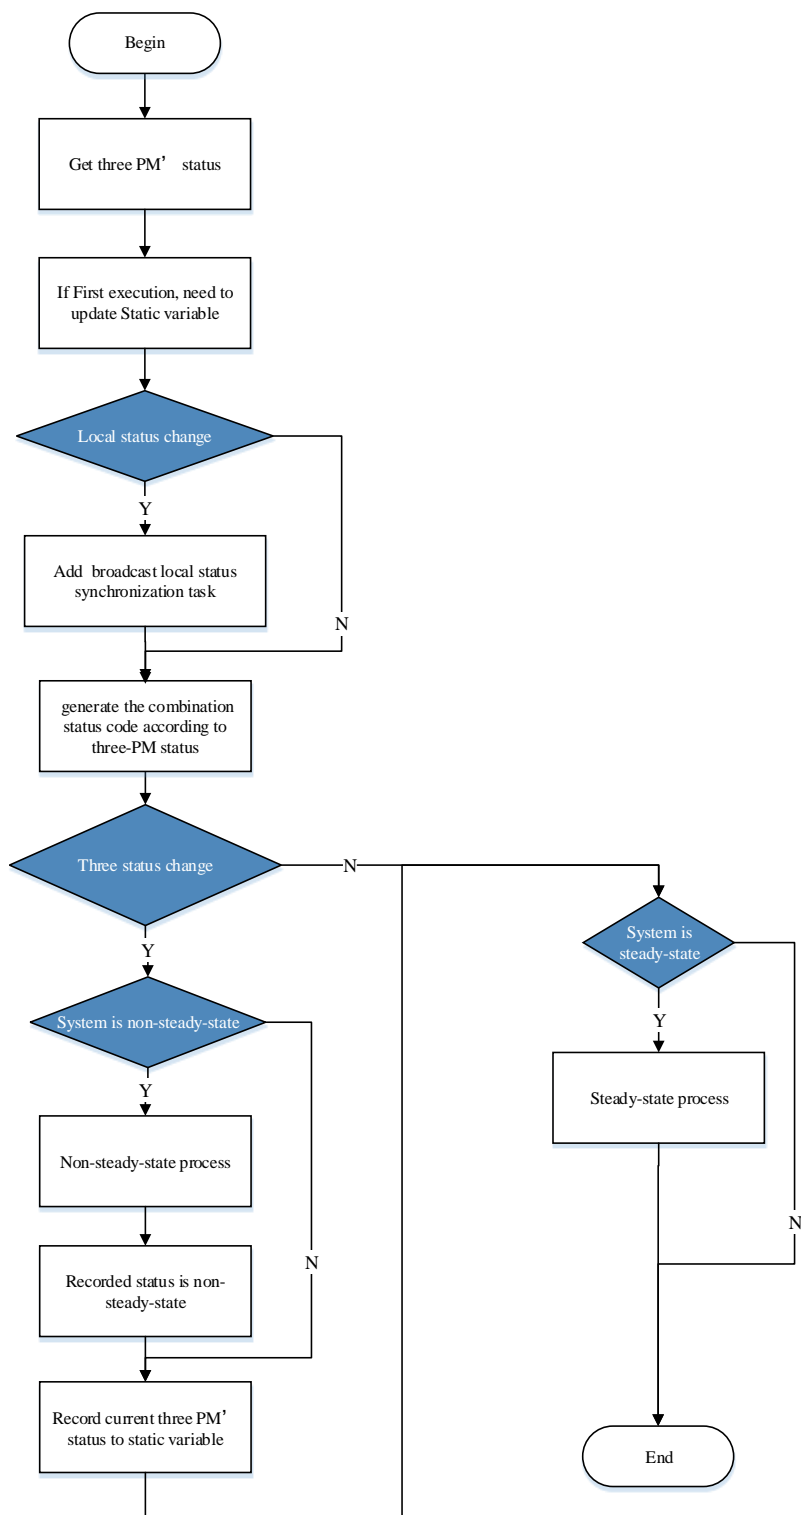 Begin
Get three PM’ status
If First execution, need to
update Static variable
Local status change
Y
Add broadcast local status
synchronization task
N
generate the combination
status code according to
three-PM status
Three status change
N
Y
System is
steady-state
System is non-steady-state
Y
Y
Steady-state process
Non-steady-state process
N
N
Recorded status is non-
steady-state
Record current three PM’
status to static variable
End